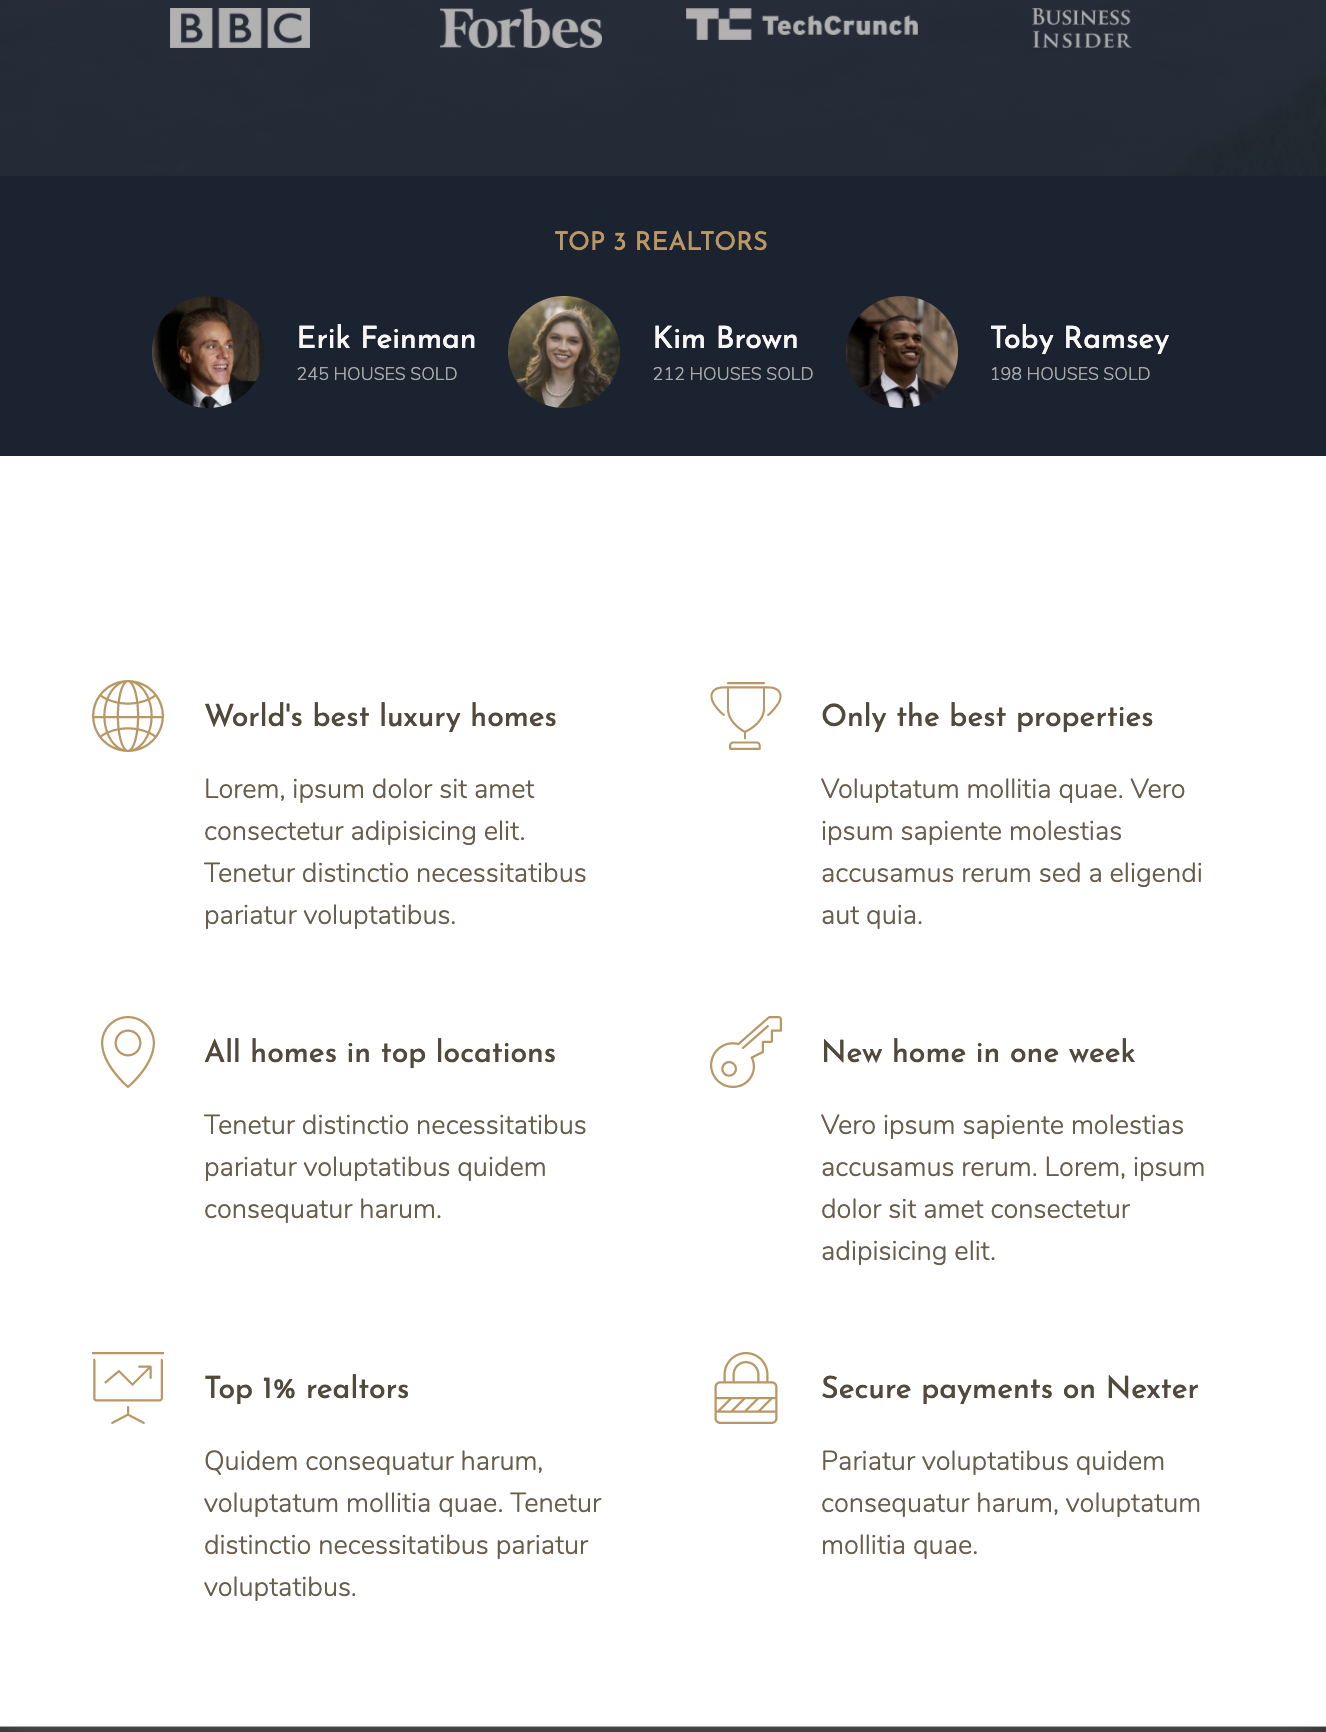 BBC Forbes TC TechCrunch BUSINESS
INSIDER
TOP 3 REALTORS
Erik Feinman
245 HOUSES SOLD
Kim Brown
212 HOUSES SOLD
Toby Ramsey
198 HOUSES SOLD
World's best luxury homes
Lorem, ipsum dolor sit amet
consectetur adipisicing elit.
Tenetur distinctio necessitatibus
pariatur voluptatibus.
Only the best properties
Voluptatum mollitia quae. Vero
ipsum sapiente molestias
accusamus rerum sed a eligendi
aut quia.
All homes in top locations
Tenetur distinctio necessitatibus
pariatur voluptatibus quidem
consequatur harum.
New home in one week
Vero ipsum sapiente molestias
accusamus rerum. Lorem, ipsum
dolor sit amet consectetur
adipisicing elit.
Top 1% realtors
Quidem consequatur harum,
voluptatum mollitia quae. Tenetur
distinctio necessitatibus pariatur
voluptatibus.
Secure payments on Nexter
Pariatur voluptatibus quidem
consequatur harum, voluptatum
mollitia quae.